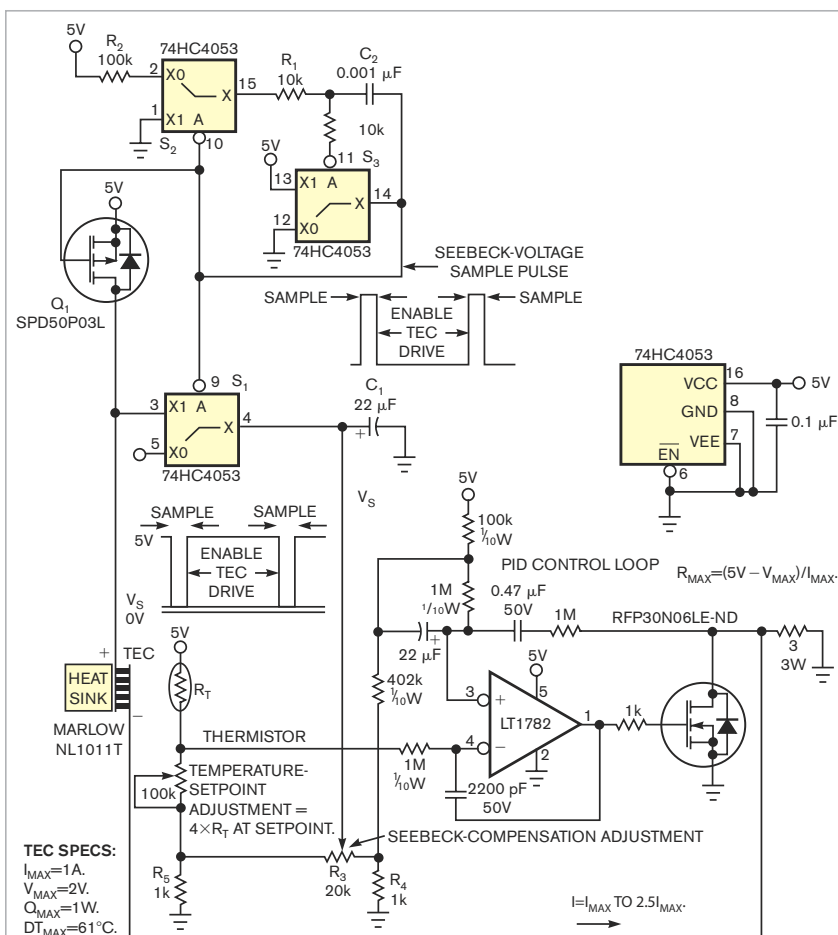 5V
R2
100k
74HC4053
2
X0
X
15
1
X1 A
S2
10
R1
10k
C2
0.001 µF
10k
5V
11
S3
13
X1 A
X
14
12
X0
74HC4053
5V
Q1
SPD50P03L
SEEBECK-VOLTAGE
SAMPLE PULSE
SAMPLE
SAMPLE
ENABLE
TEC
DRIVE
9
S1
3
X1 A
X
4
5
X0
74HC4053
C1
22 µF
+
VS
74HC4053
VCC
16
5V
GND
8
VEE
7
EN
6
0.1 µF
SAMPLE
SAMPLE
5V
ENABLE
TEC
DRIVE
VS
0V
5V
100k
1/10W
PID CONTROL LOOP
RMAX=(5V–VMAX)/IMAX.
1M
1/10W
0.47 µF
50V
1M
RFP30N06LE-ND
3
3W
22 µF
+
402k
1/10W
5V
3
+
5
LT1782
1
4
–
2
1k
2200 pF
50V
+
TEC
HEAT
SINK
–
MARLOW
NL1011T
5V
RT
THERMISTOR
1M
1/10W
100k
TEMPERATURE-
SETPOINT
ADJUSTMENT =
4×RT AT SETPOINT.
SEEBECK-COMPENSATION ADJUSTMENT
R5
1k
R3
20k
R4
1k
TEC SPECS:
IMAX=1A.
VMAX=2V.
QMAX=1W.
DTMAX=61°C.
I=IMAX TO 2.5IMAX.